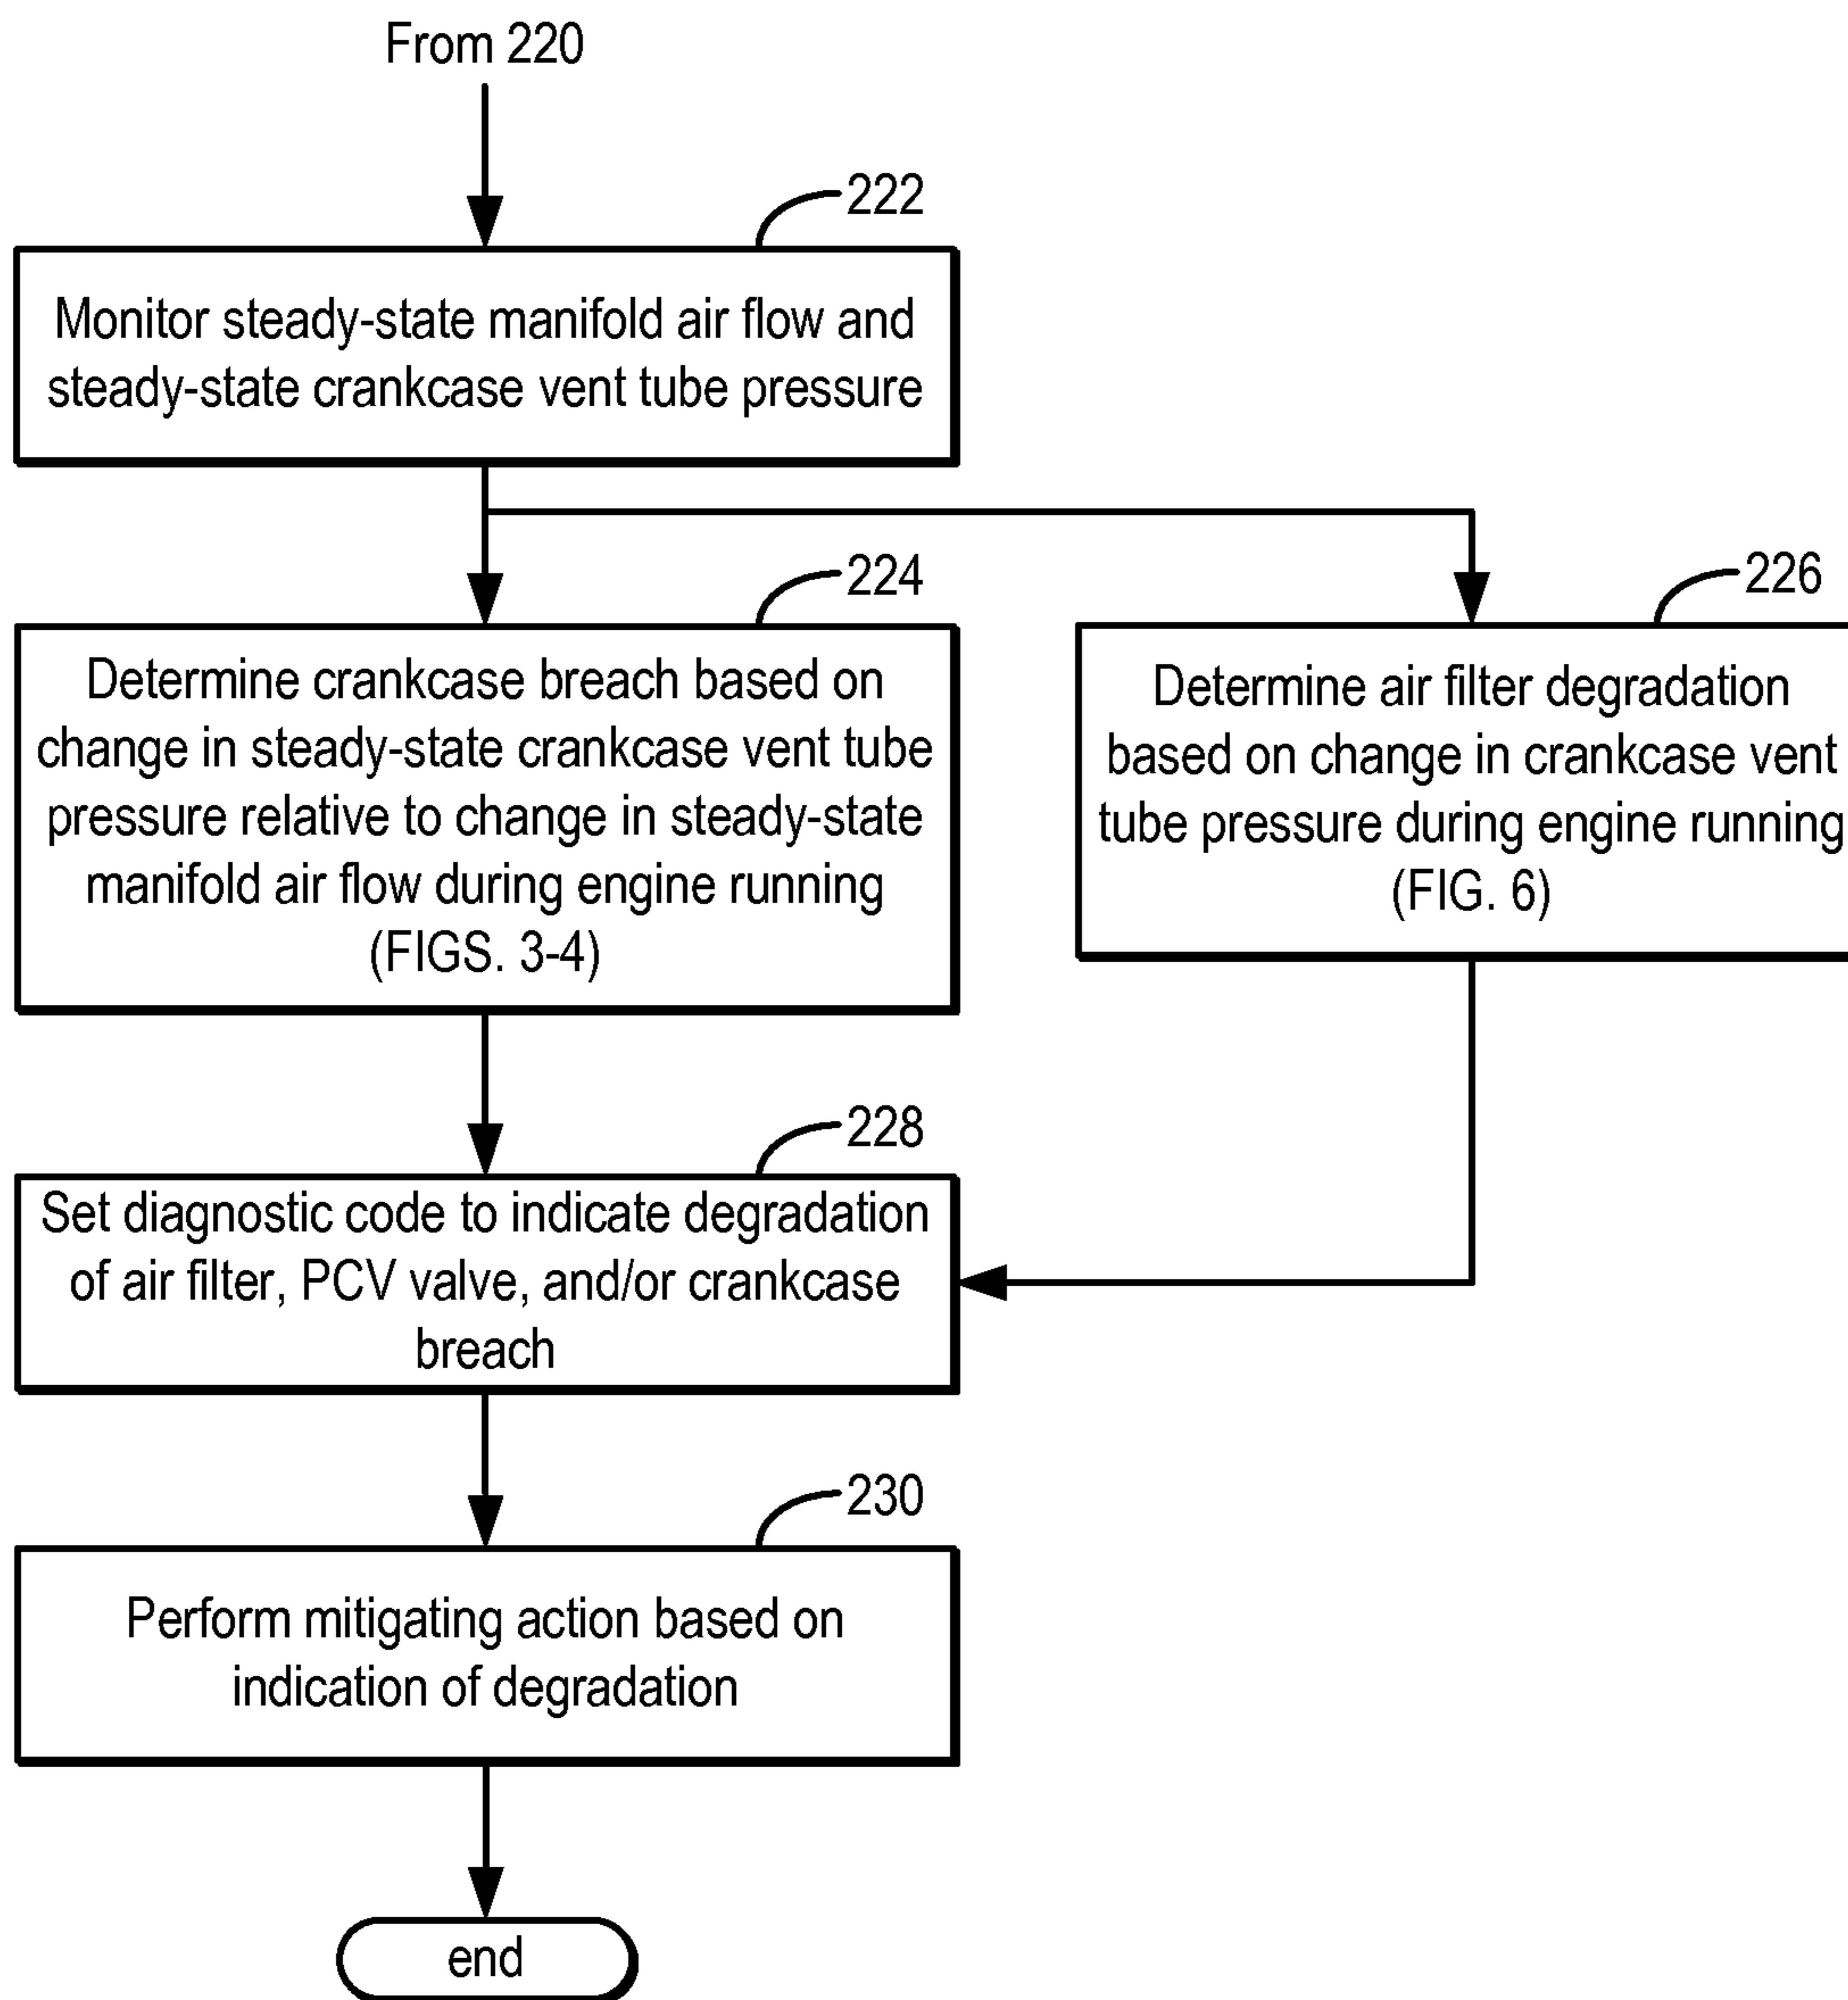 From 220
222
Monitor steady-state manifold air flow and
steady-state crankcase vent tube pressure
224
Determine crankcase breach based on
change in steady-state crankcase vent tube
pressure relative to change in steady-state
manifold air flow during engine running
(FIGS. 3-4)
226
Determine air filter degradation
based on change in crankcase vent
tube pressure during engine running
(FIG. 6)
228
Set diagnostic code to indicate degradation
of air filter, PCV valve, and/or crankcase
breach
230
Perform mitigating action based on
indication of degradation
end